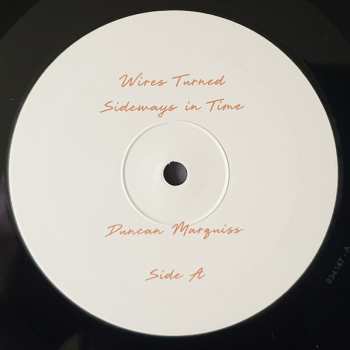 Wires Turned
Sideways in Time
Duncan Marquiss
Side A